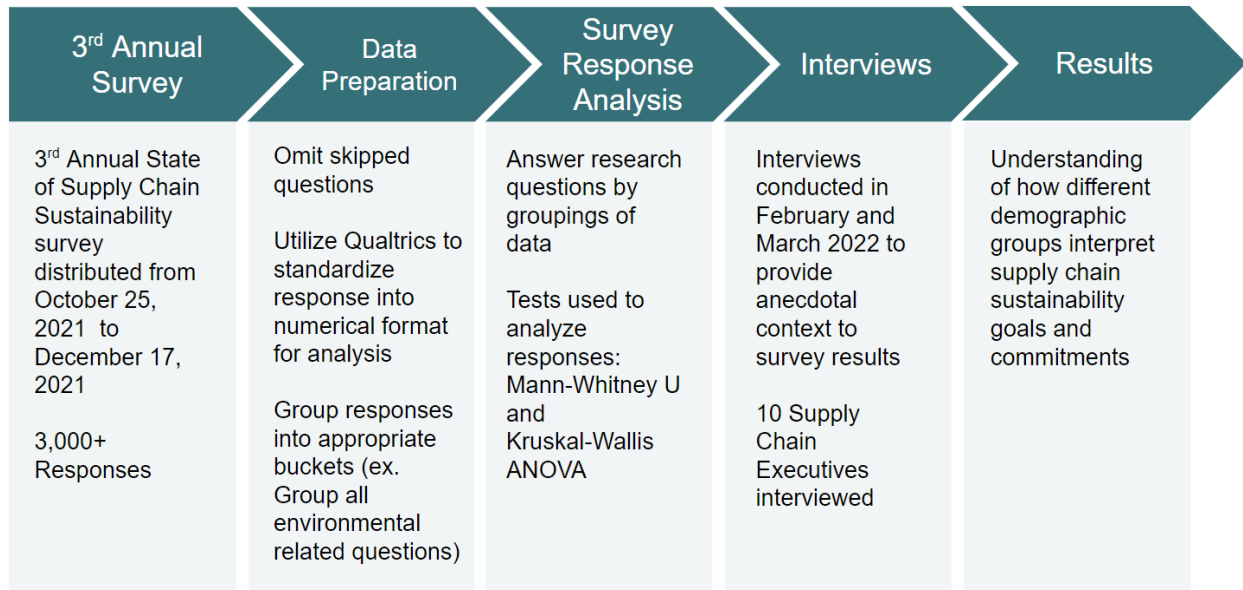 3rd Annual
Survey
Data
Preparation
Survey
Response
Analysis
Interviews
Results
3rd Annual State
of Supply Chain
Sustainability
survey
distributed from
October 25,
2021 to
December 17,
2021
3,000+
Responses
Omit skipped
questions
Utilize Qualtrics to
standardize
response into
numerical format
for analysis
Group responses
into appropriate
buckets (ex.
Group all
environmental
related questions)
Answer research
questions by
groupings of
data
Tests used to
analyze
responses:
Mann-Whitney U
and
Kruskal-Wallis
ANOVA
Interviews
conducted in
February and
March 2022 to
provide
anecdotal
context to
survey results
10 Supply
Chain
Executives
interviewed
Understanding
of how different
demographic
groups interpret
supply chain
sustainability
goals and
commitments